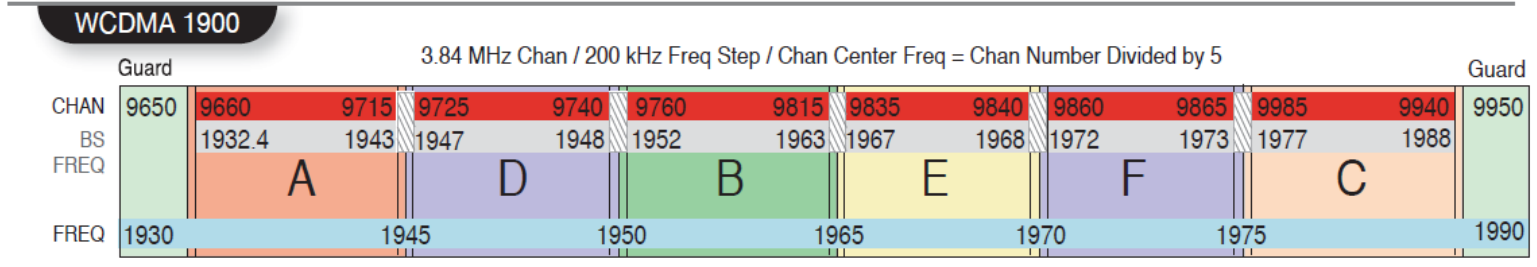 WCDMA 1900
3.84 MHz Chan / 200 kHz Freq Step / Chan Center Freq = Chan Number Divided by 5
Guard Guard
CHAN 9650 9660 9715 9725 9740 9760 9815 9835 9840 9860 9865 9985 9940 9950
BS 1932.4 1943 1947 1948 1952 1963 1967 1968 1972 1973 1977 1988
FREQ A D B E F C
FREQ 1930 1945 1950 1965 1970 1975 1990